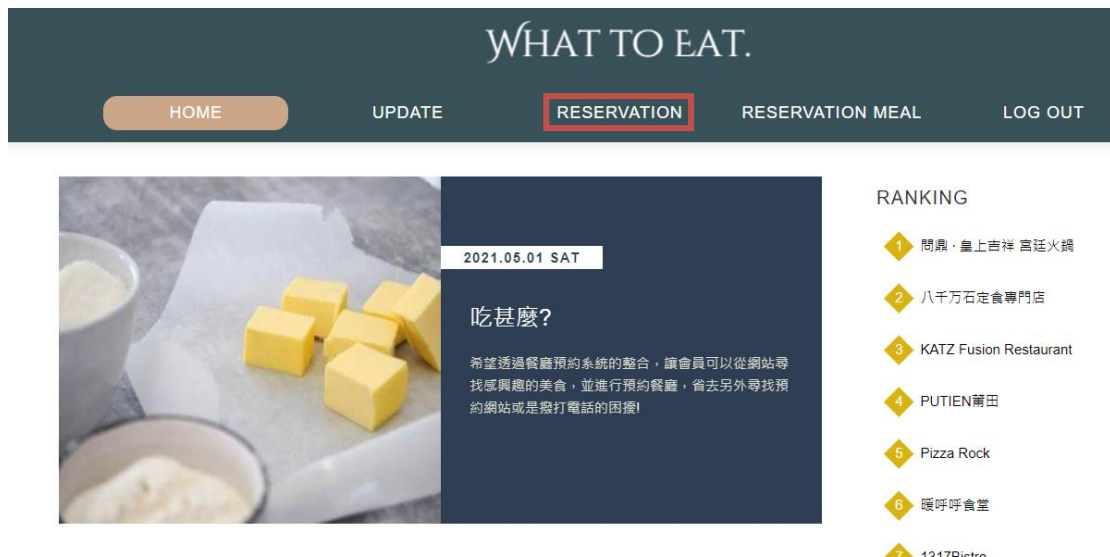 WHAT TO EAT.
HOME
UPDATE
RESERVATION
RESERVATION MEAL
LOG OUT
2021.05.01 SAT
吃甚麼?
希望透過餐廳預約系統的整合，讓會員可以從網站尋
找感興趣的美食，並進行預約餐廳，省去另外尋找預
約網站或是撥打電話的困擾!
RANKING
1 問鼎 · 皇上吉祥 宮廷火鍋
2 八千万石定食專門店
3 KATZ Fusion Restaurant
4 PUTIEN莆田
5 Pizza Rock
6 暖呼呼食堂
7 1317Bistro